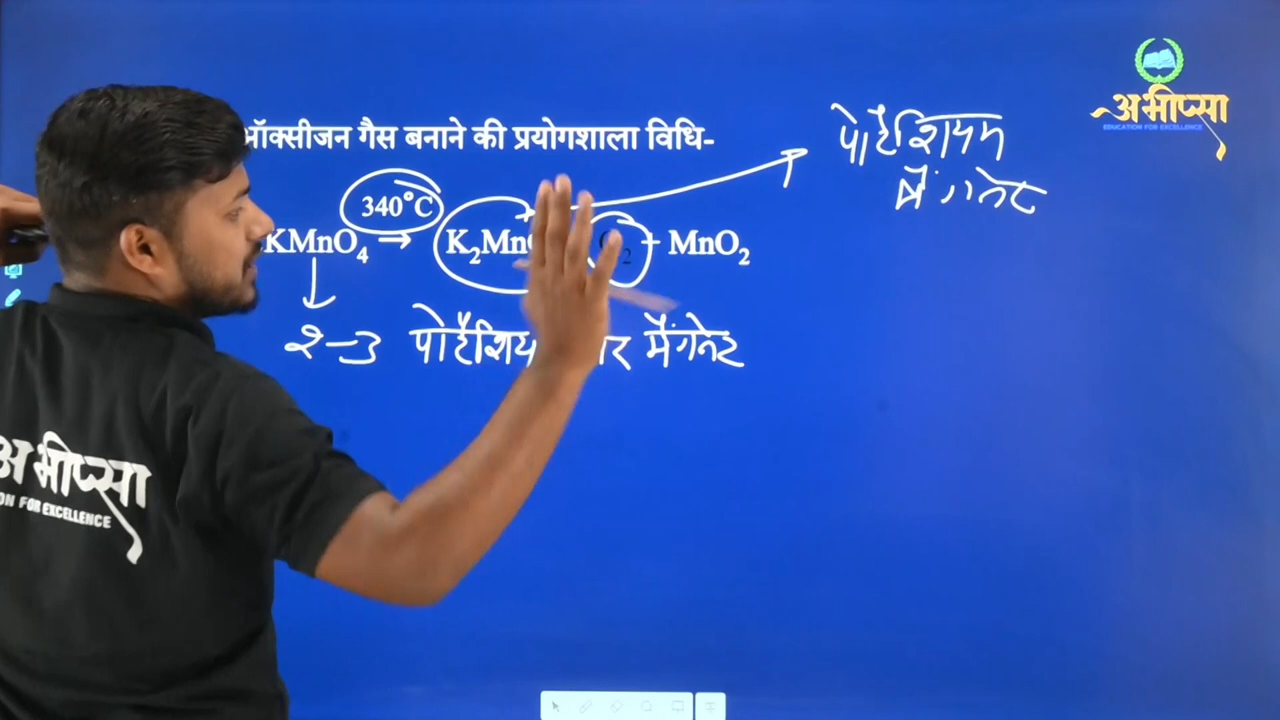 ऑक्सीजन गैस बनाने की प्रयोगशाला विधि-
340°C
KMnO₄ → K₂Mn + MnO₂
पोटैशियम
मैंगनेट
2-3 मैंगनेट
अभीप्सा
EDUCATION FOR EXCELLENCE
अभीप्सा
ON FOR EXCELLENCE